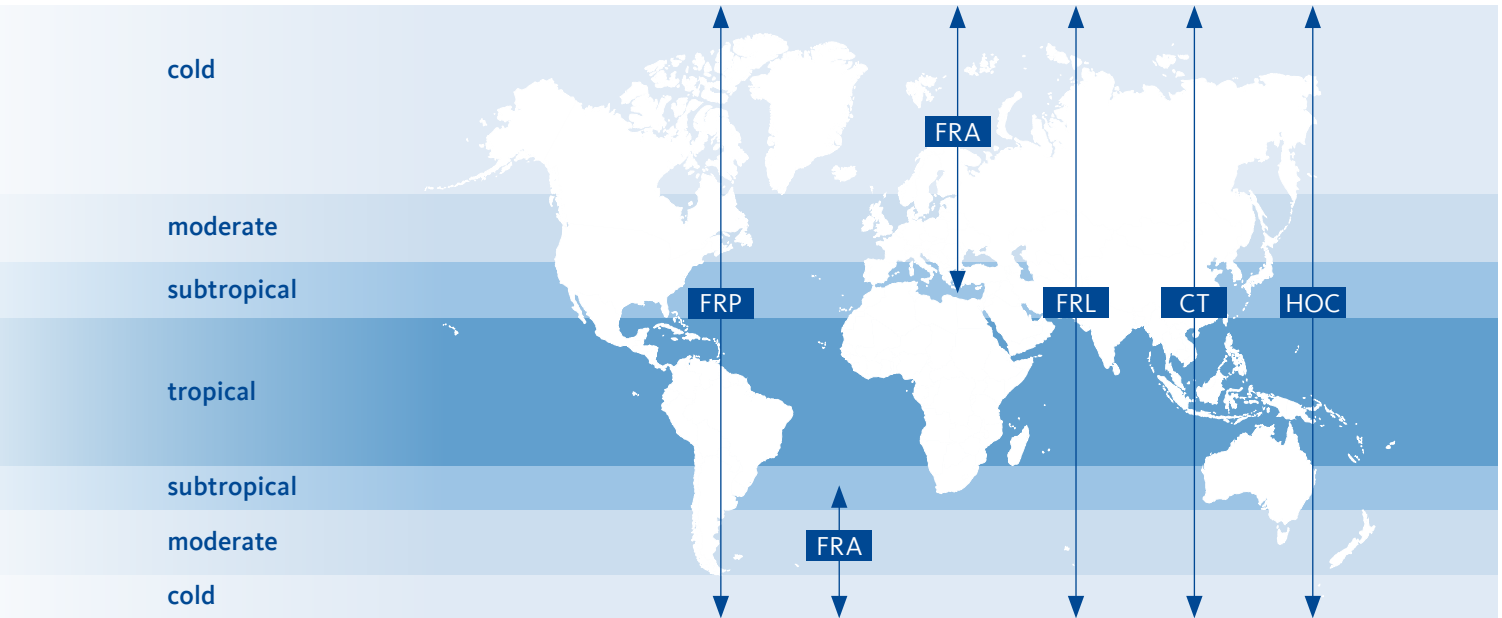 cold
FRA
moderate
subtropical
FRP
FRL
CT
HOC
tropical
subtropical
moderate
FRA
cold